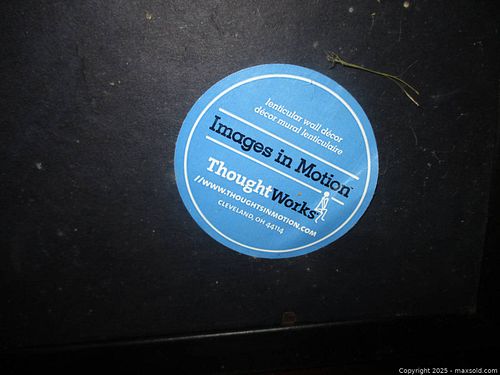 lenticular wall décor
décor mural lenticulaire
Images in Motion™
ThoughtWorks
//WWW.THOUGHTSINMOTION.COM
CLEVELAND, OH 44114
Copyright 2025 - maxsold.com